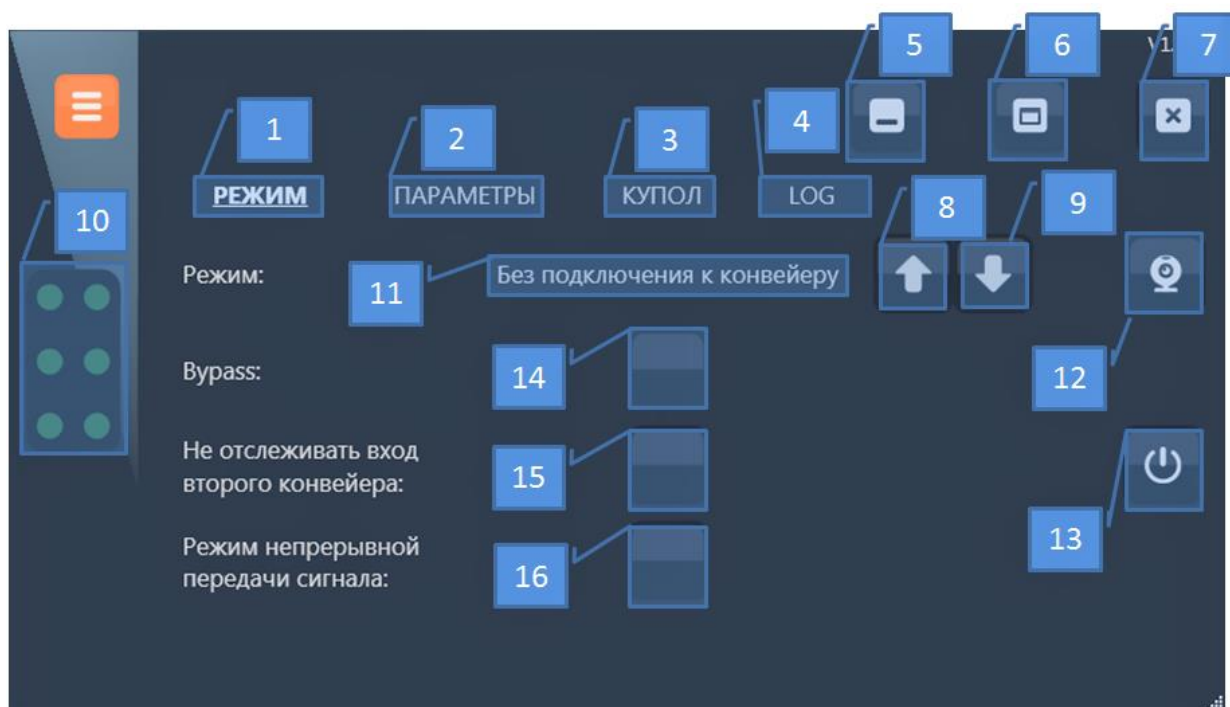 5 6 V1. 7
1 2 3 4
РЕЖИМ ПАРАМЕТРЫ КУПОЛ LOG
8 9
10
Режим: 11 Без подключения к конвейеру
Bypass: 14 12
Не отслеживать вход
второго конвейера: 15
13
Режим непрерывной
передачи сигнала: 16